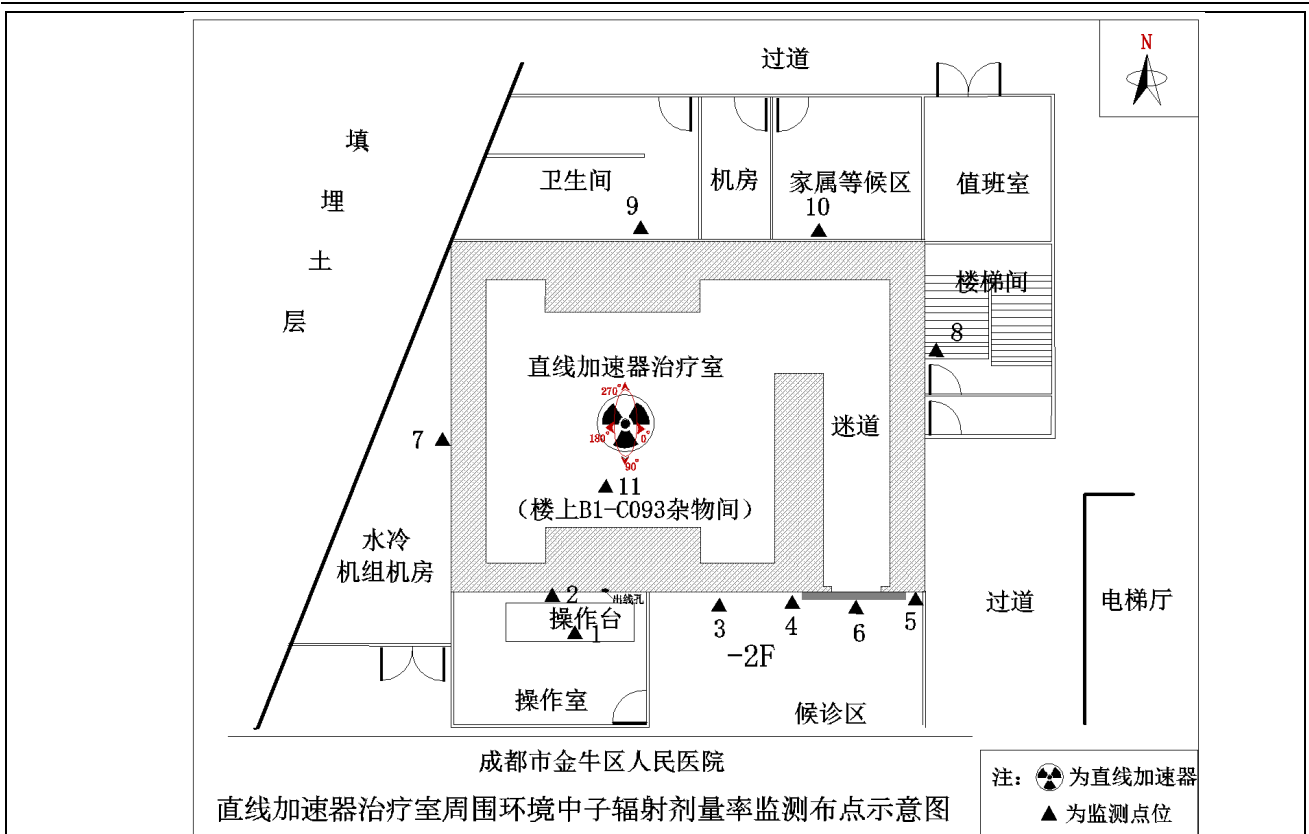 过道
N
填
埋
土
层
卫生间
机房
家属等候区
值班室
9
10
楼梯间
8
直线加速器治疗室
270°
180°
0°
90°
迷道
7
11
（楼上B1-C093杂物间）
水冷
机组机房
2
出线孔
操作台
1
3
4
6
5
-2F
过道
电梯厅
操作室
候诊区
成都市金牛区人民医院
直线加速器治疗室周围环境中子辐射剂量率监测布点示意图
注：
为直线加速器
为监测点位